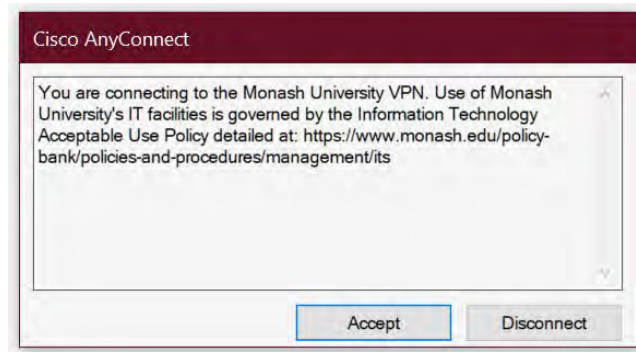 Cisco AnyConnect
You are connecting to the Monash University VPN. Use of Monash
University's IT facilities is governed by the Information Technology
Acceptable Use Policy detailed at: https://www.monash.edu/policy-
bank/policies-and-procedures/management/its
Accept Disconnect